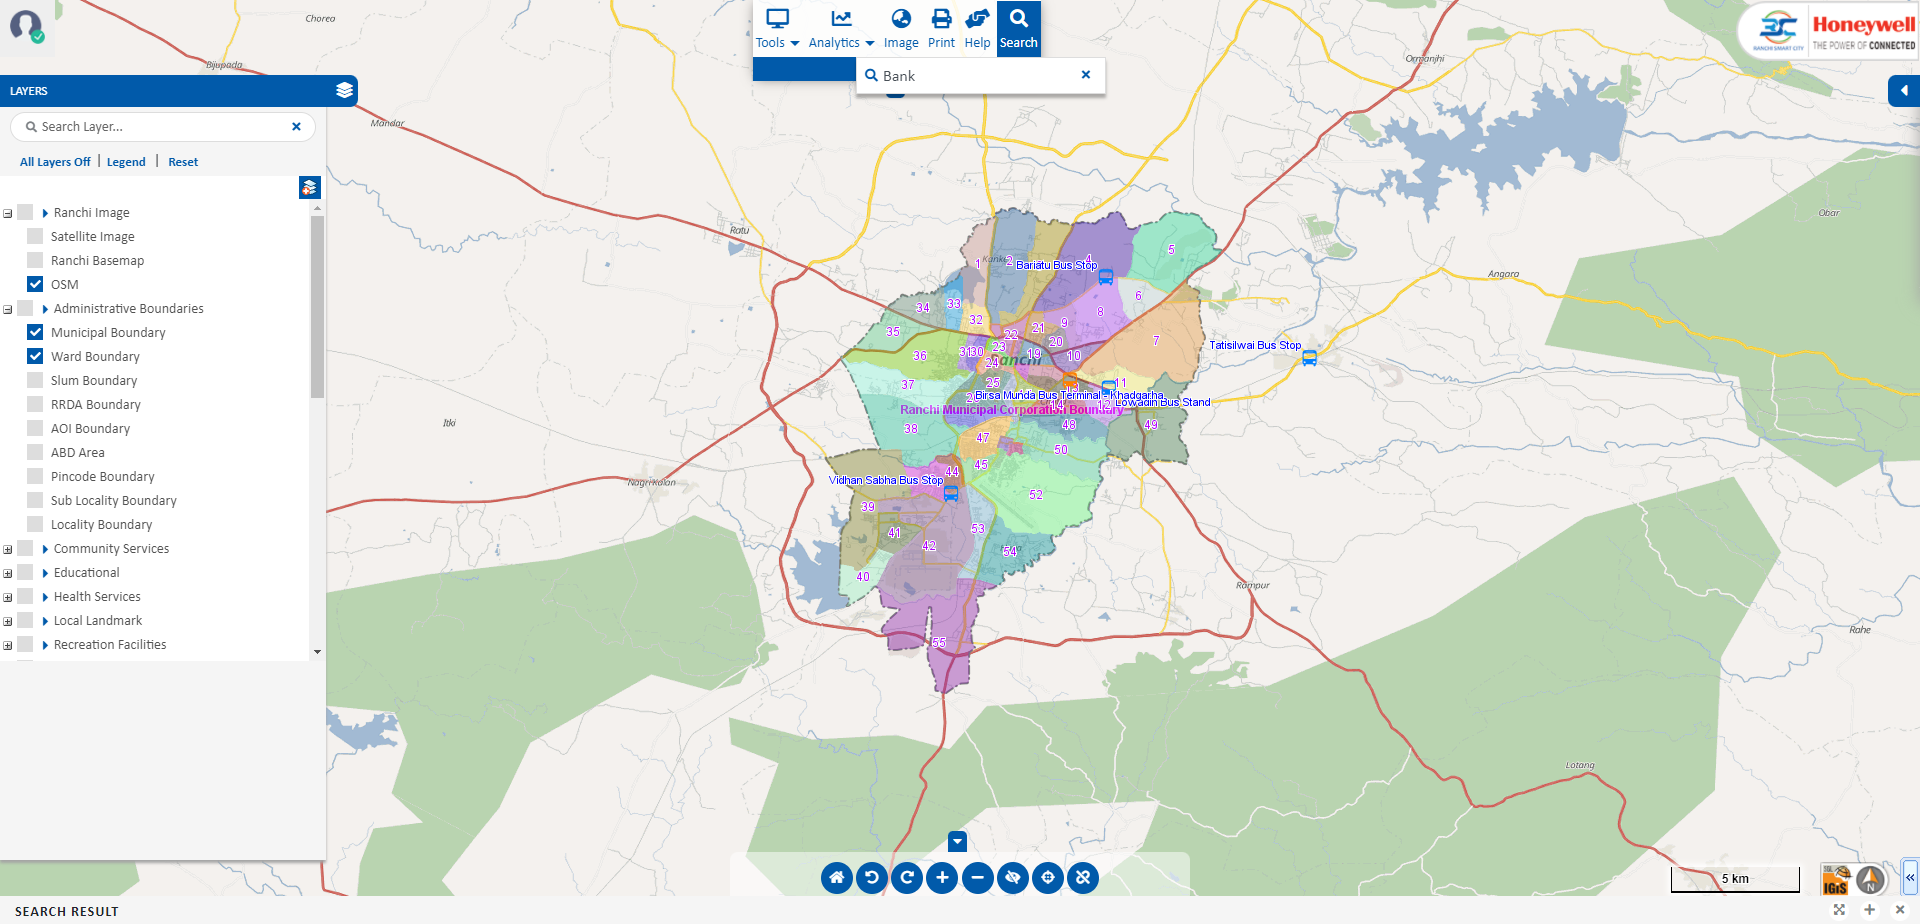 Tools
Analytics
Image
Print
Help
Search
Bank
RANCHI SMART CITY
Honeywell
THE POWER OF CONNECTED
LAYERS
Search Layer...
All Layers Off | Legend | Reset
Ranchi Image
Satellite Image
Ranchi Basemap
OSM
Administrative Boundaries
Municipal Boundary
Ward Boundary
Slum Boundary
RRDA Boundary
AOI Boundary
ABD Area
Pincode Boundary
Sub Locality Boundary
Locality Boundary
Community Services
Educational
Health Services
Local Landmark
Recreation Facilities
Chorea
Bijupada
Mandar
Ormanjhi
Ratu
Obar
Angara
Itki
Nagri Kalan
Rampur
Rahe
Lotang
1
2
4
5
Bariatu Bus Stop
6
33
34
32
8
9
21
22
35
7
20
23
31
30
19
10
36
Tatisilwai Bus Stop
24
37
25
11
Birsa Munda Bus Terminal - Khadgarha
Lowadih Bus Stand
Ranchi Municipal Corporation Boundary
14
12
38
48
49
47
50
45
44
Vidhan Sabha Bus Stop
52
39
53
41
42
54
40
55
5 km
IGiS
N
SEARCH RESULT